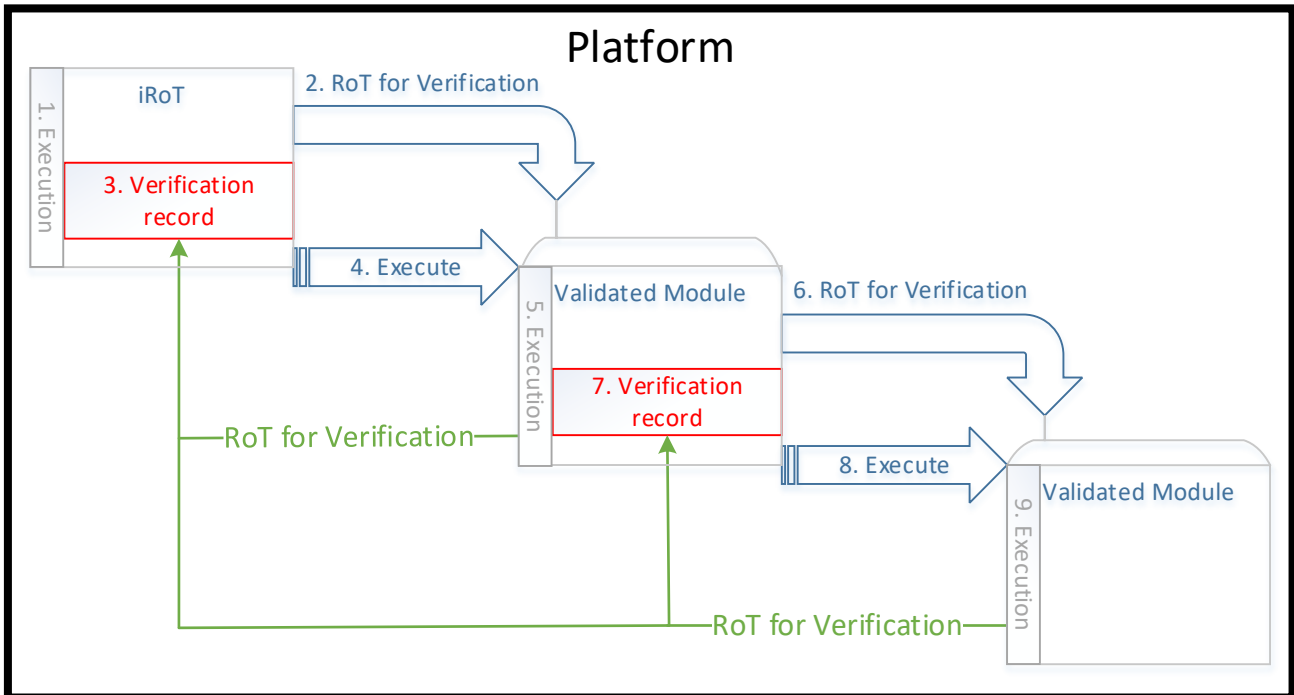 Platform
iRoT
1. Execution
2. RoT for Verification
3. Verification
record
4. Execute
Validated Module
5. Execution
6. RoT for Verification
7. Verification
record
RoT for Verification
8. Execute
Validated Module
9. Execution
RoT for Verification